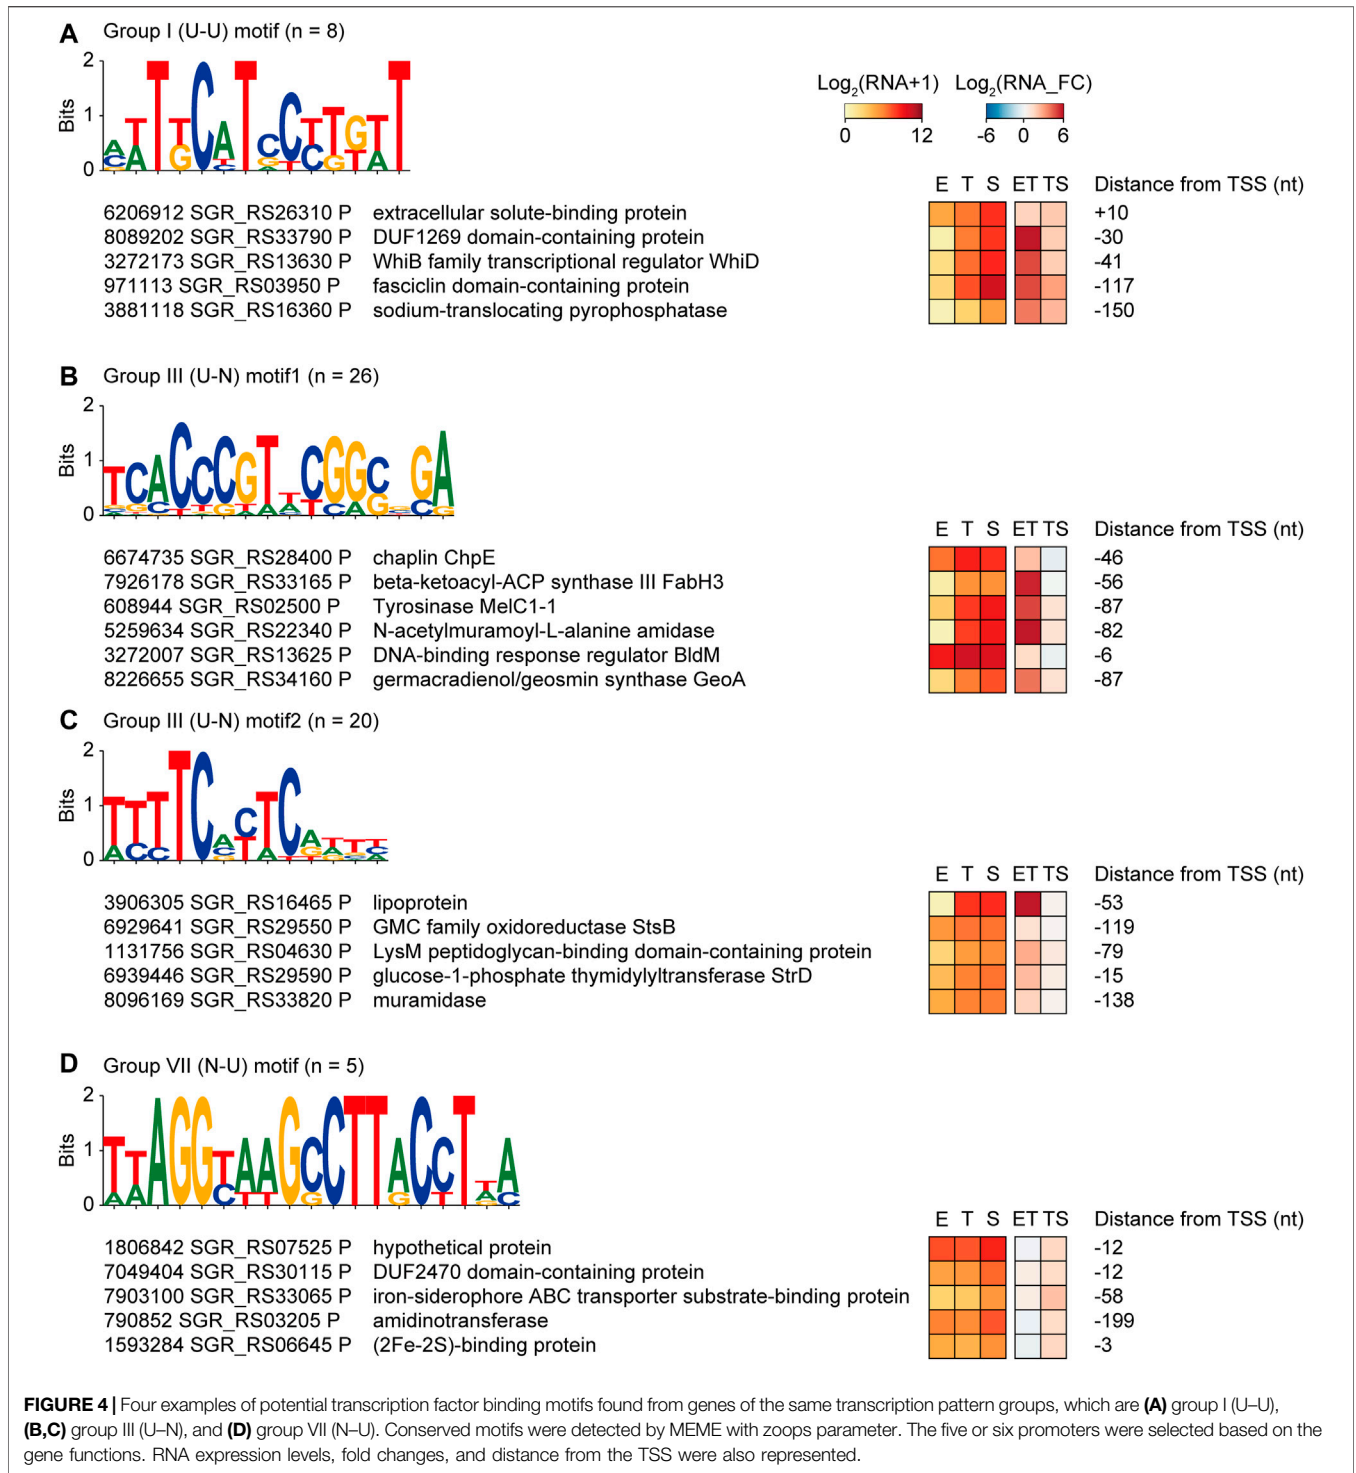 A Group I (U-U) motif (n = 8)
2
1
0
Bits
Log2(RNA+1) Log2(RNA_FC)
0 12 -6 0 6
E T S ET TS Distance from TSS (nt)
6206912 SGR_RS26310 P extracellular solute-binding protein +10
8089202 SGR_RS33790 P DUF1269 domain-containing protein -30
3272173 SGR_RS13630 P WhiB family transcriptional regulator WhiD -41
971113 SGR_RS03950 P fasciclin domain-containing protein -117
3881118 SGR_RS16360 P sodium-translocating pyrophosphatase -150
B Group III (U-N) motif1 (n = 26)
2
1
0
Bits
E T S ET TS Distance from TSS (nt)
6674735 SGR_RS28400 P chaplin ChpE -46
7926178 SGR_RS33165 P beta-ketoacyl-ACP synthase III FabH3 -56
608944 SGR_RS02500 P Tyrosinase MelC1-1 -87
5259634 SGR_RS22340 P N-acetylmuramoyl-L-alanine amidase -82
3272007 SGR_RS13625 P DNA-binding response regulator BldM -6
8226655 SGR_RS34160 P germacradienol/geosmin synthase GeoA -87
C Group III (U-N) motif2 (n = 20)
2
1
0
Bits
E T S ET TS Distance from TSS (nt)
3906305 SGR_RS16465 P lipoprotein -53
6929641 SGR_RS29550 P GMC family oxidoreductase StsB -119
1131756 SGR_RS04630 P LysM peptidoglycan-binding domain-containing protein -79
6939446 SGR_RS29590 P glucose-1-phosphate thymidylyltransferase StrD -15
8096169 SGR_RS33820 P muramidase -138
D Group VII (N-U) motif (n = 5)
2
1
0
Bits
E T S ET TS Distance from TSS (nt)
1806842 SGR_RS07525 P hypothetical protein -12
7049404 SGR_RS30115 P DUF2470 domain-containing protein -12
7903100 SGR_RS33065 P iron-siderophore ABC transporter substrate-binding protein -58
790852 SGR_RS03205 P amidinotransferase -199
1593284 SGR_RS06645 P (2Fe-2S)-binding protein -3
FIGURE 4 | Four examples of potential transcription factor binding motifs found from genes of the same transcription pattern groups, which are (A) group I (U–U),
(B,C) group III (U–N), and (D) group VII (N–U). Conserved motifs were detected by MEME with zoops parameter. The five or six promoters were selected based on the
gene functions. RNA expression levels, fold changes, and distance from the TSS were also represented.